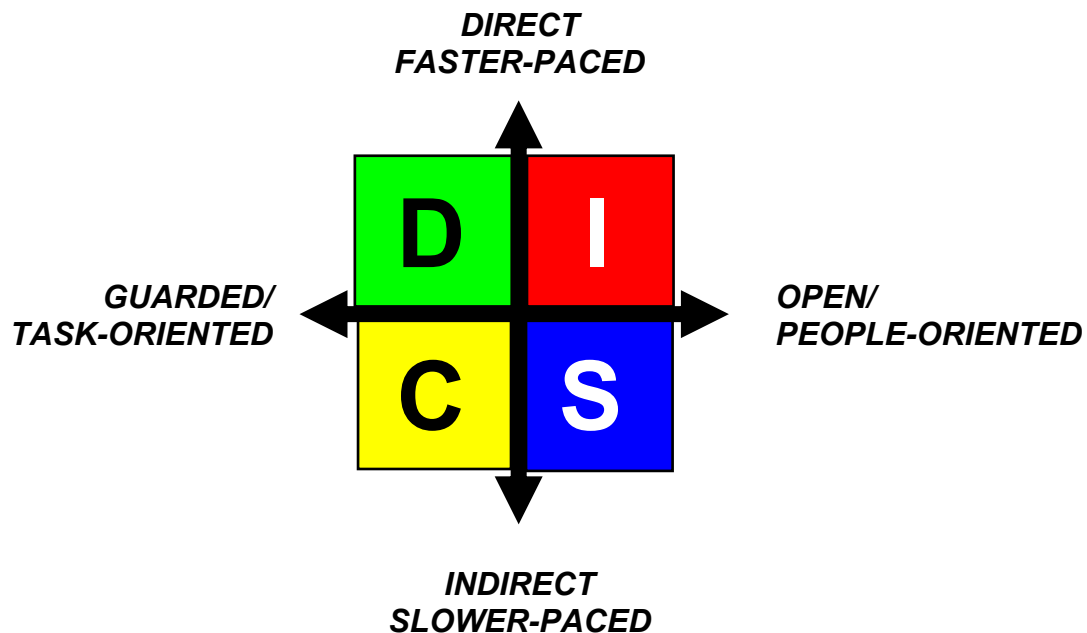 DIRECT
FASTER-PACED
D I
GUARDED/
TASK-ORIENTED
OPEN/
PEOPLE-ORIENTED
C S
INDIRECT
SLOWER-PACED